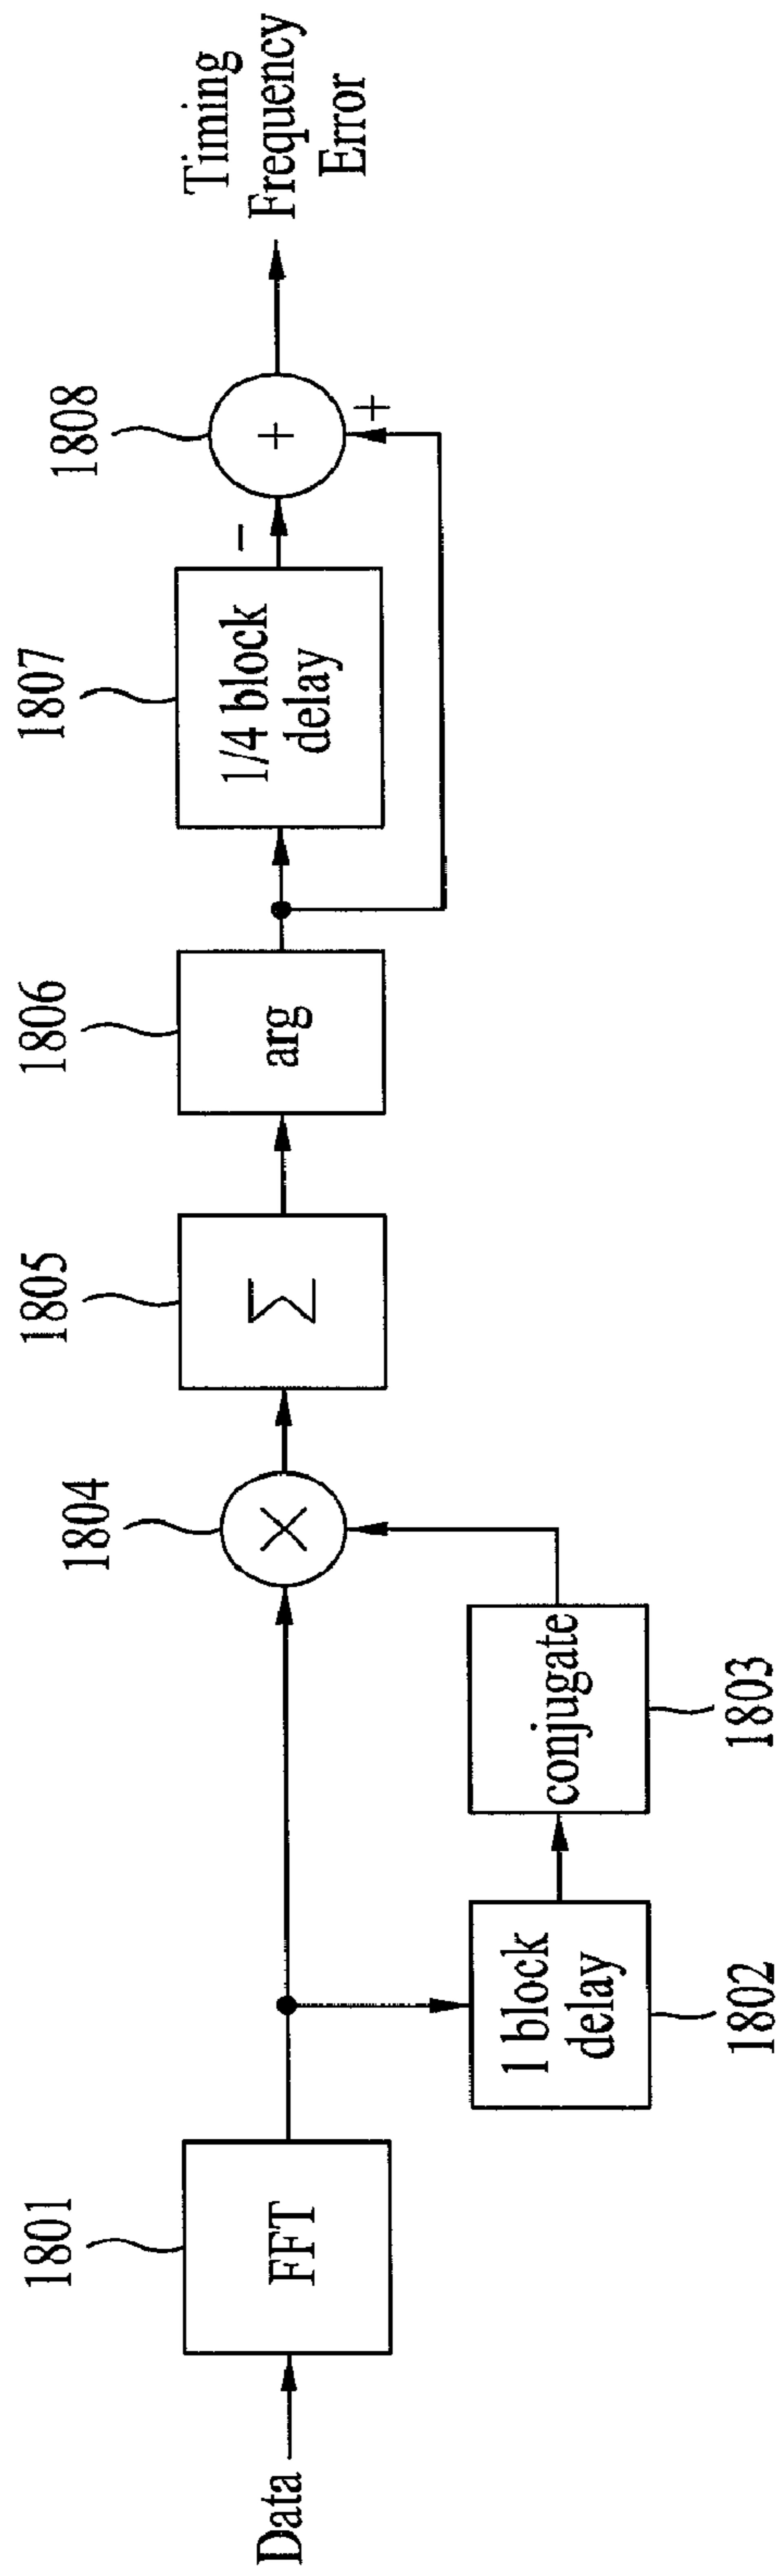 Data
1801
FFT
1 block
delay
1802
conjugate
1803
1804
×
1805
Σ
1806
arg
1807
1/4 block
delay
−
1808
+
+
Timing
Frequency
Error